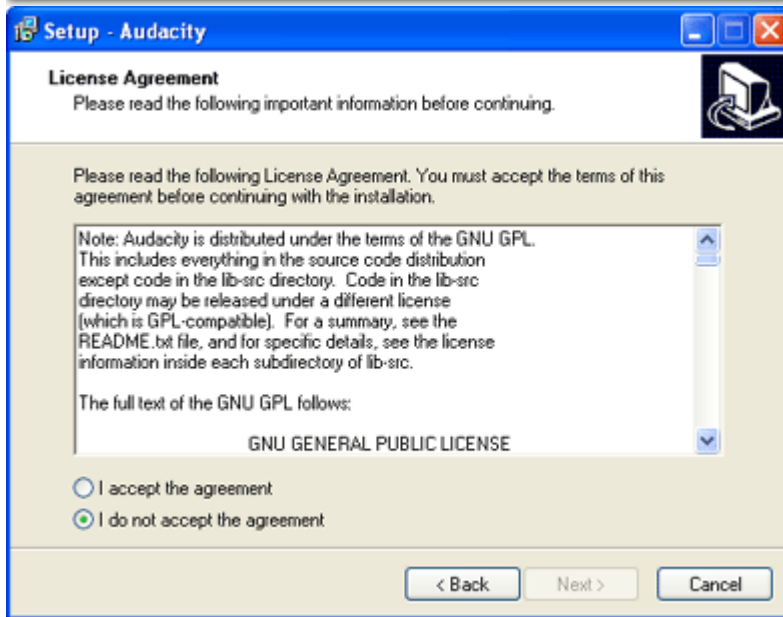 Setup - Audacity
License Agreement
Please read the following important information before continuing.
Please read the following License Agreement. You must accept the terms of this
agreement before continuing with the installation.
Note: Audacity is distributed under the terms of the GNU GPL.
This includes everything in the source code distribution
except code in the lib-src directory.  Code in the lib-src
directory may be released under a different license
(which is GPL-compatible).  For a summary, see the
README.txt file, and for specific details, see the license
information inside each subdirectory of lib-src.
The full text of the GNU GPL follows:
GNU GENERAL PUBLIC LICENSE
I accept the agreement
I do not accept the agreement
< Back Next > Cancel